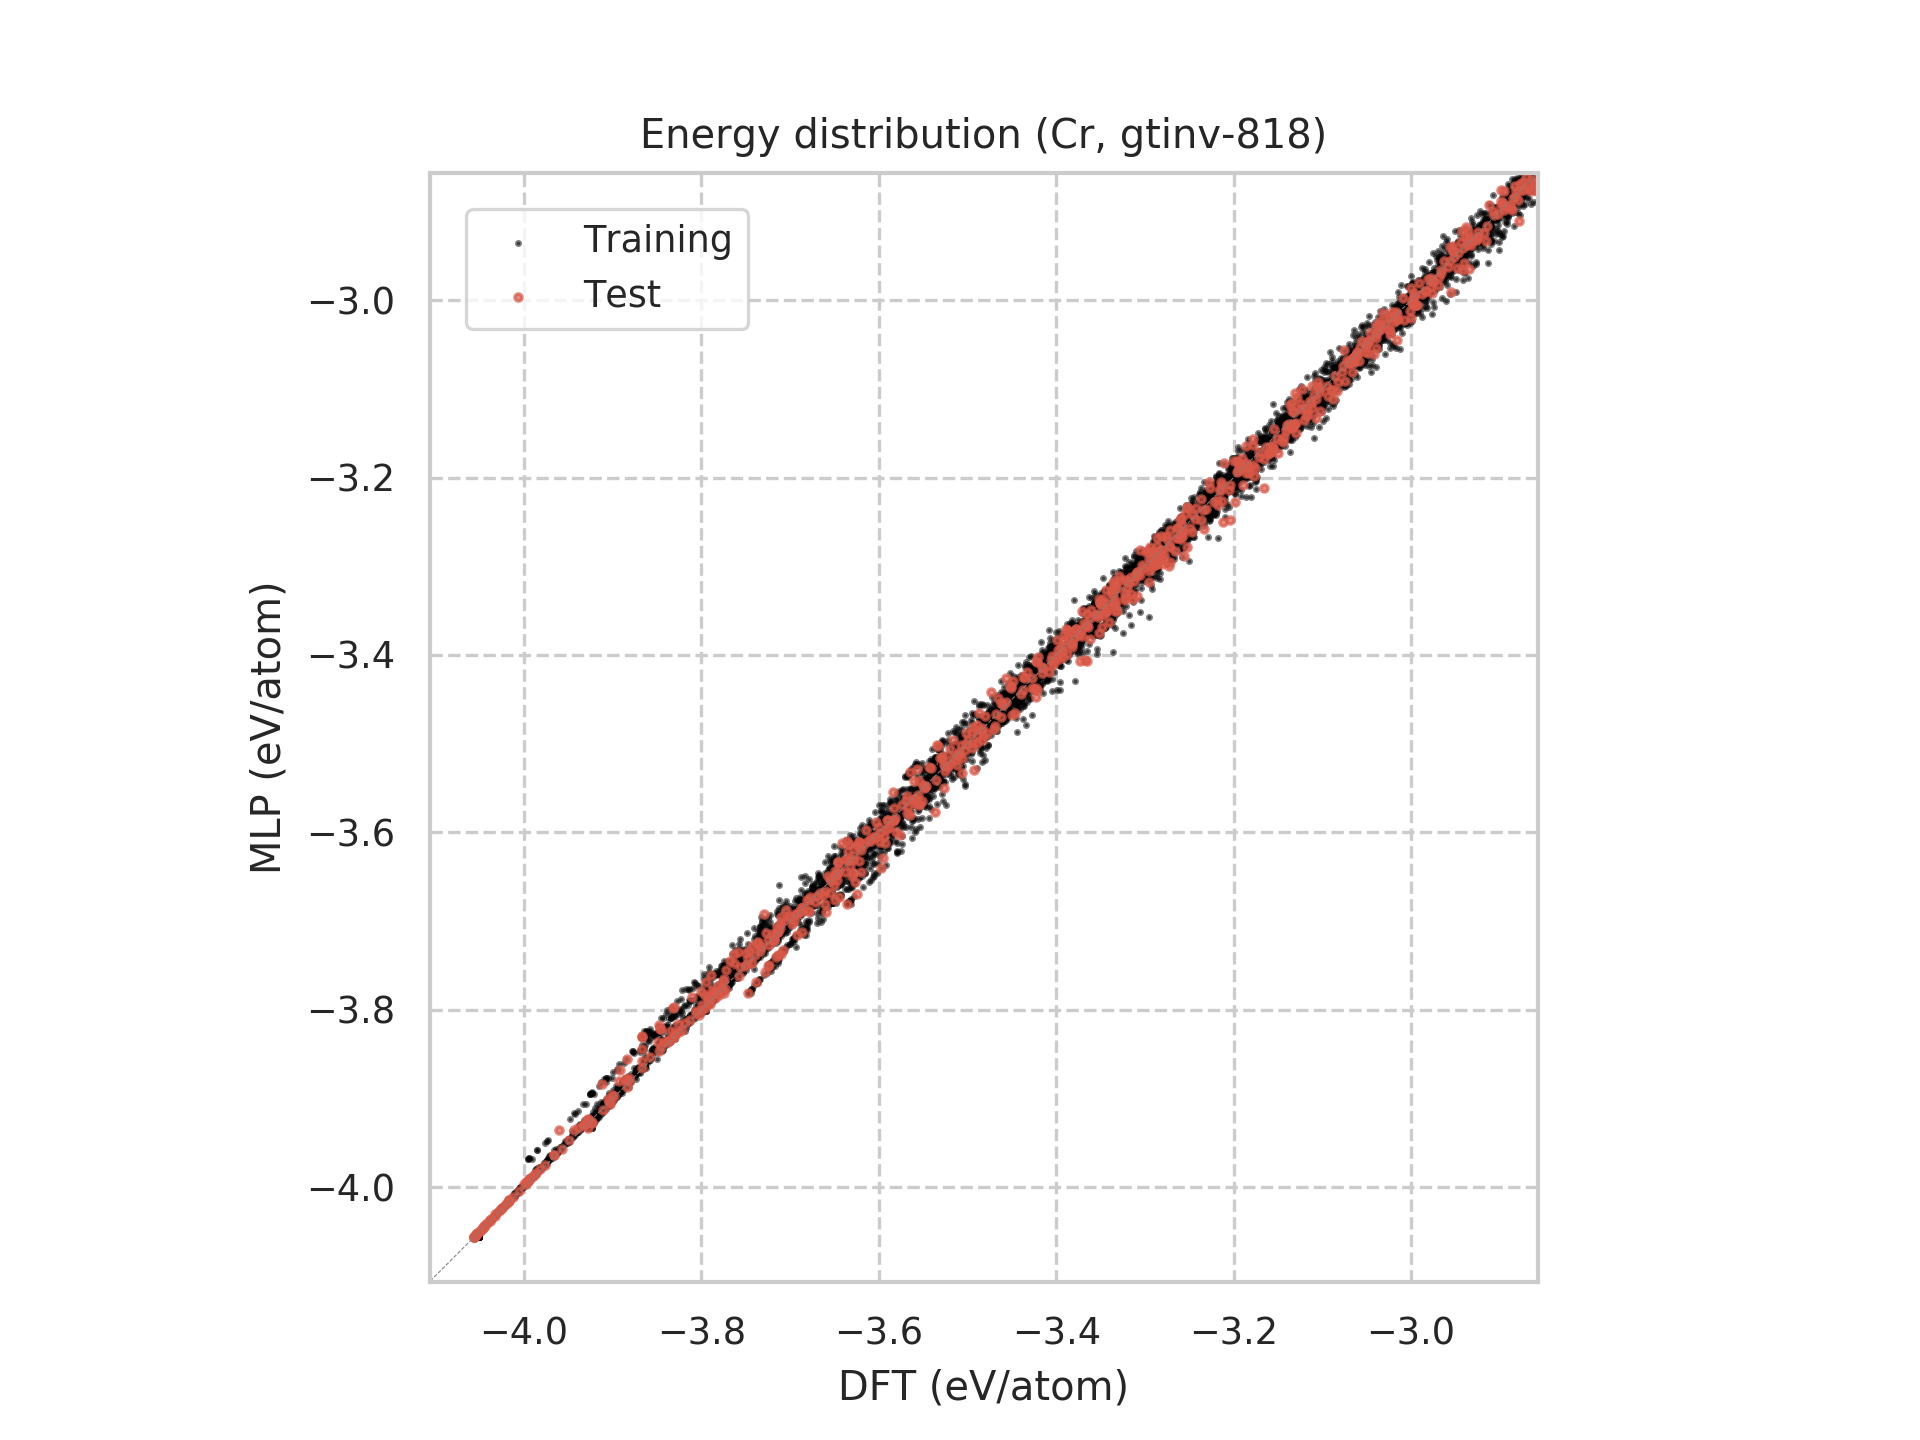 Energy distribution (Cr, gtinv-818)
Training
Test
−3.0
−3.2
−3.4
−3.6
−3.8
−4.0
MLP (eV/atom)
−4.0 −3.8 −3.6 −3.4 −3.2 −3.0
DFT (eV/atom)